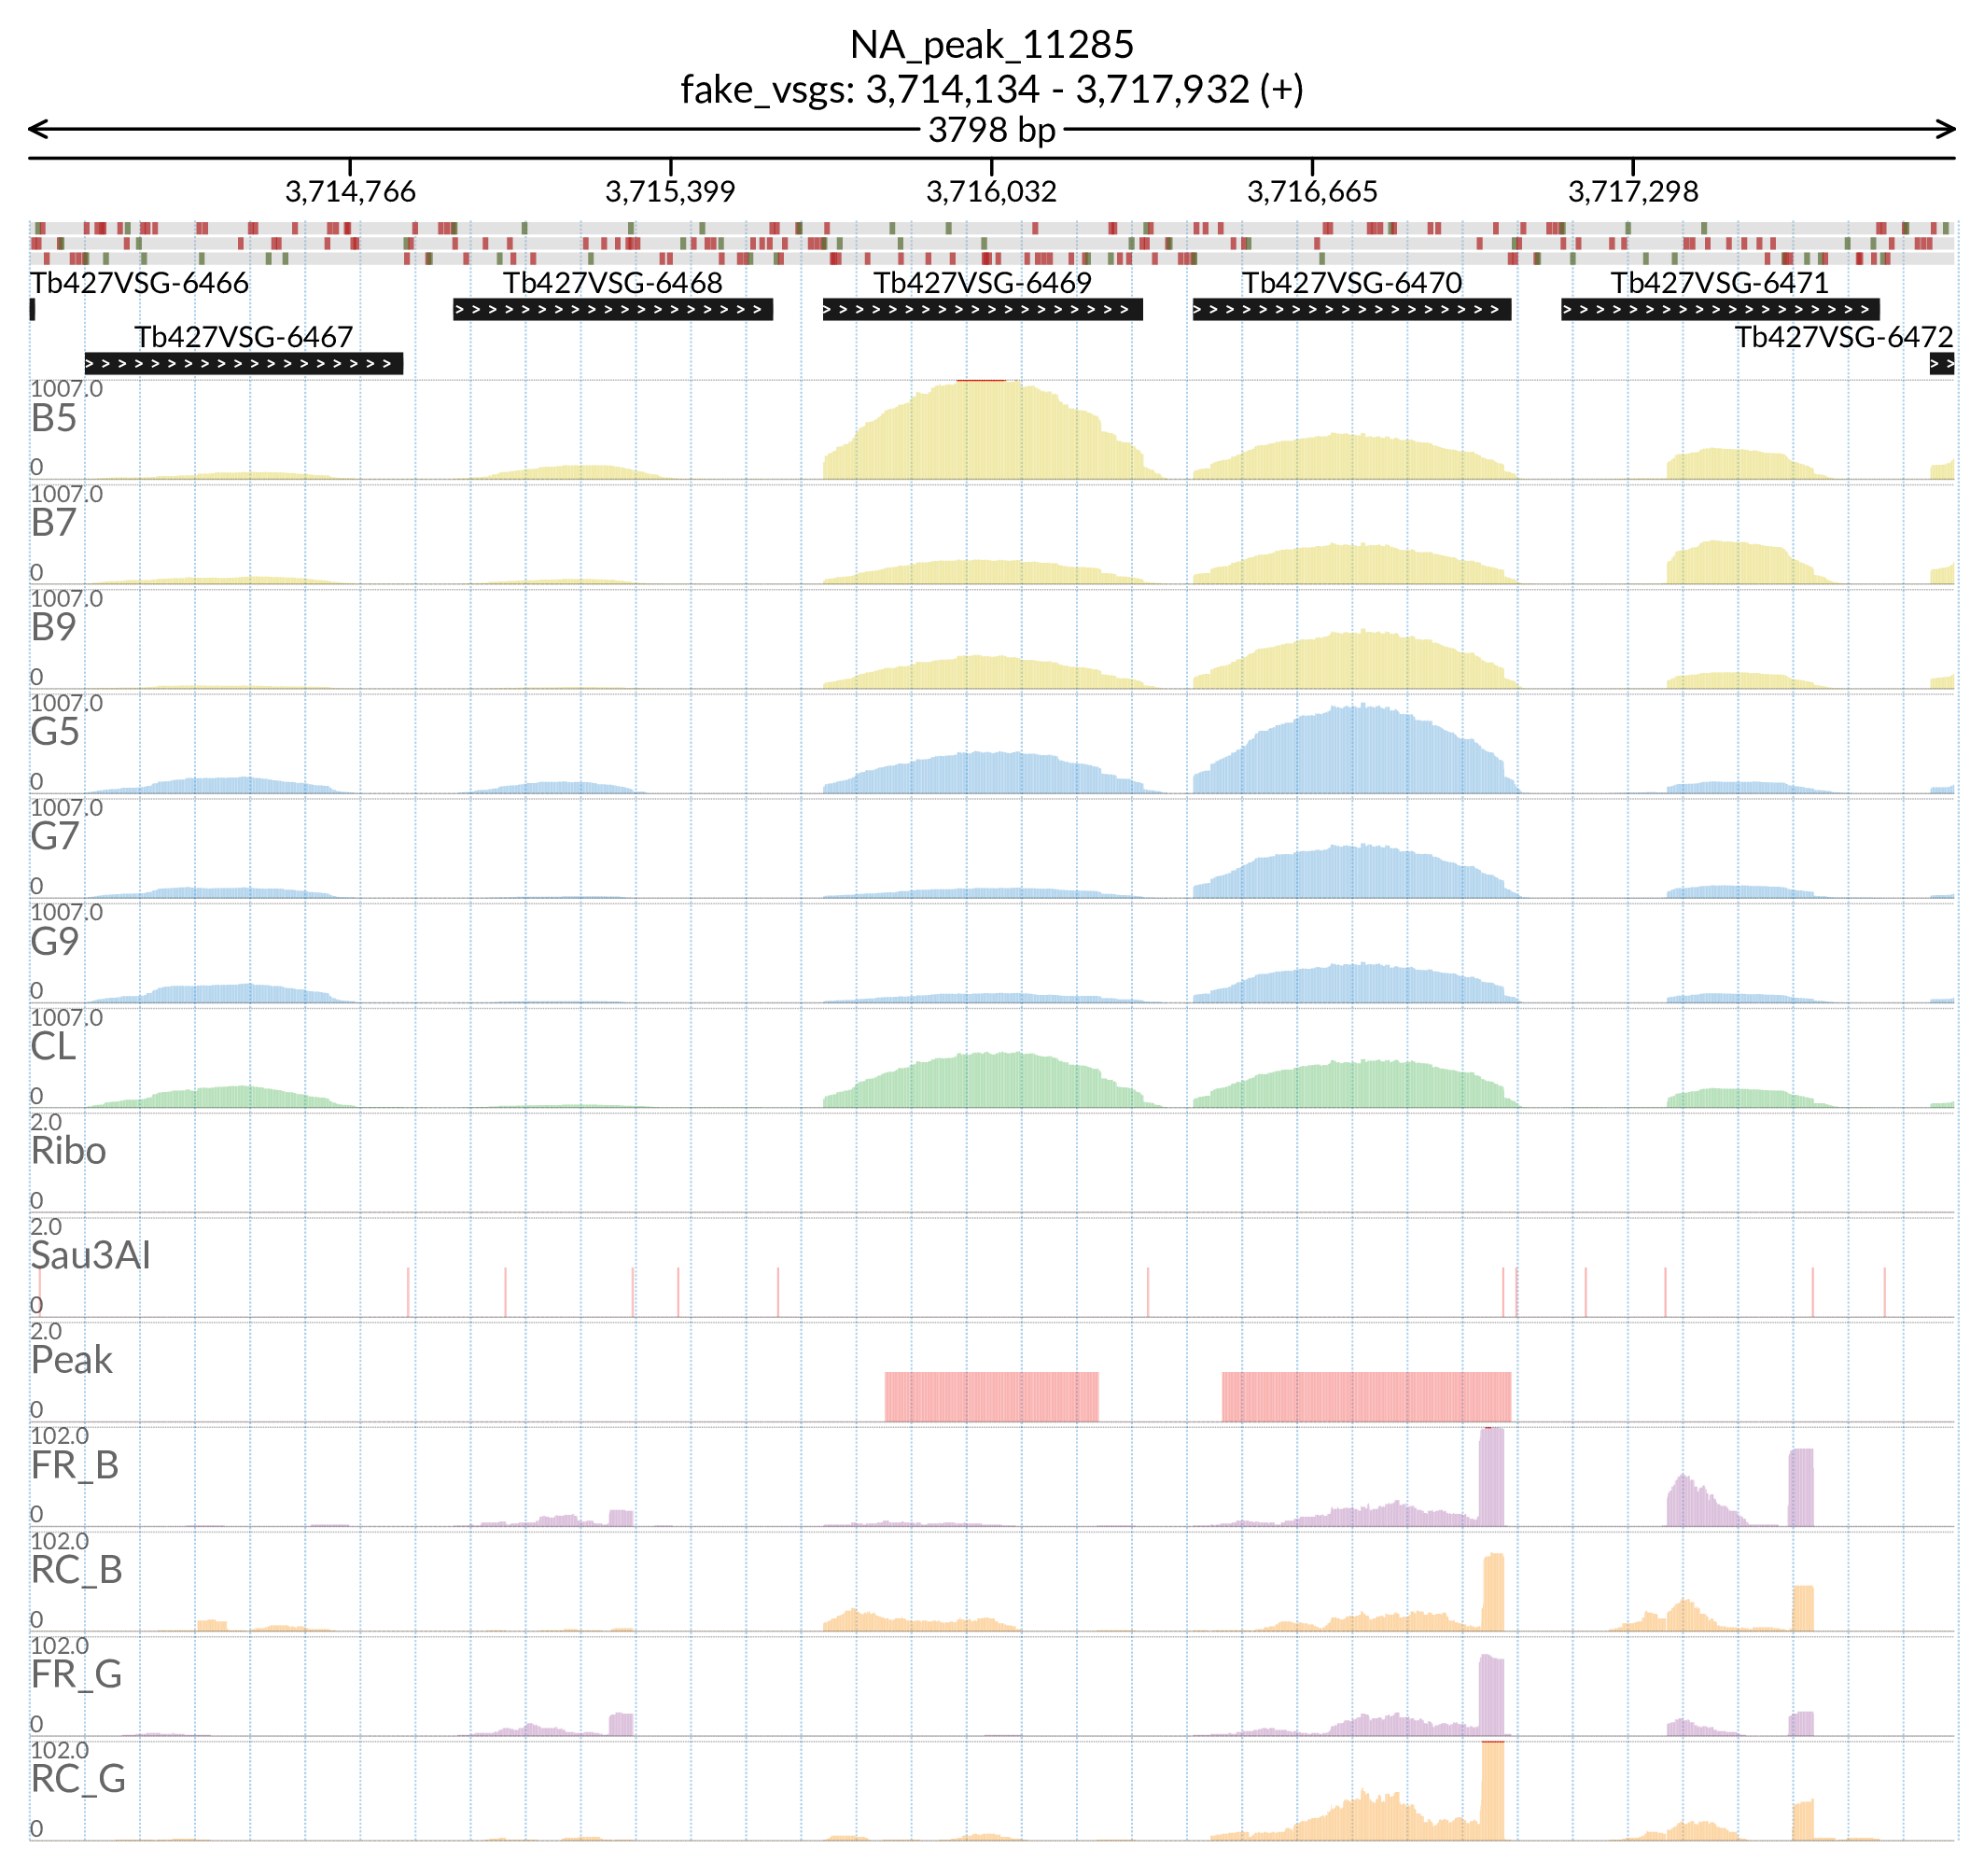 NA_peak_11285
fake_vsgs: 3,714,134 - 3,717,932 (+)
3798 bp
3,714,766 3,715,399 3,716,032 3,716,665 3,717,298
Tb427VSG-6466 Tb427VSG-6468 Tb427VSG-6469 Tb427VSG-6470 Tb427VSG-6471
Tb427VSG-6467 Tb427VSG-6472
1007.0
B5
0
1007.0
B7
0
1007.0
B9
0
1007.0
G5
0
1007.0
G7
0
1007.0
G9
0
1007.0
CL
0
2.0
Ribo
0
2.0
Sau3AI
0
2.0
Peak
0
102.0
FR_B
0
102.0
RC_B
0
102.0
FR_G
0
102.0
RC_G
0